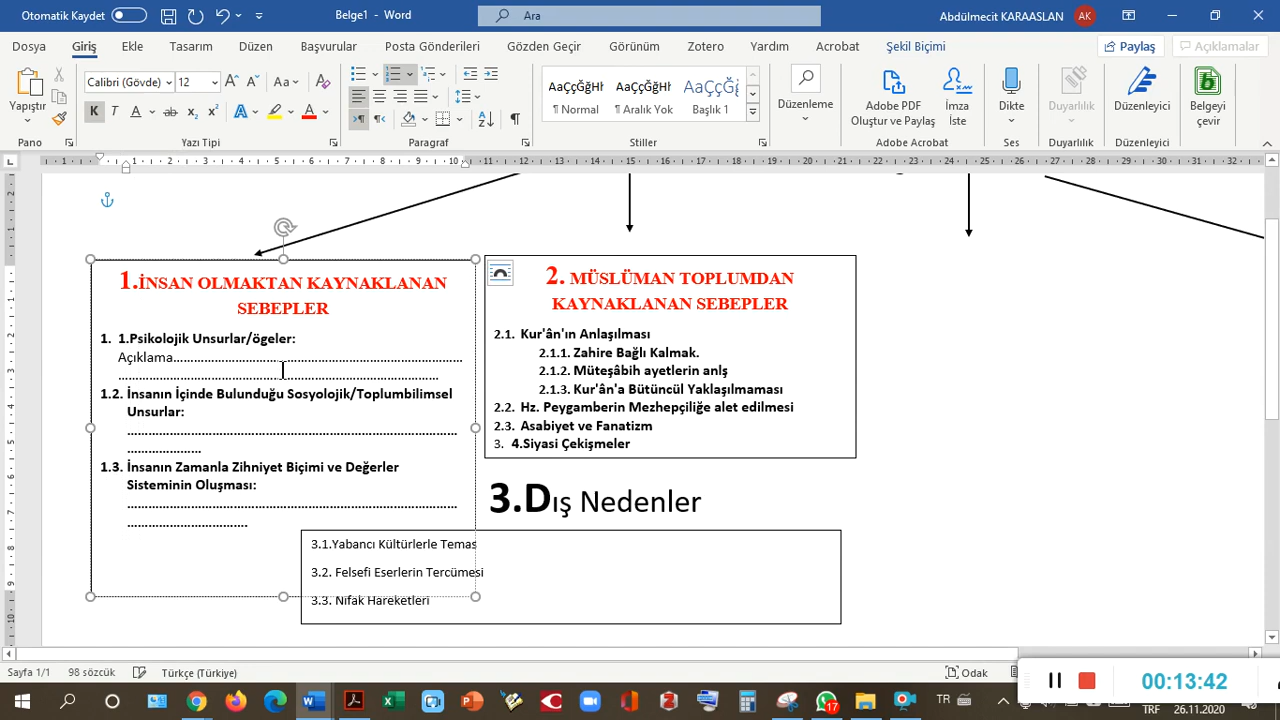 Otomatik Kaydet
Belge1 - Word
Ara
Abdülmecit KARAASLAN
AK
Dosya Giriş Ekle Tasarım Düzen Başvurular Posta Gönderileri Gözden Geçir Görünüm Zotero Yardım Acrobat Şekil Biçimi
Paylaş
Açıklamalar
Yapıştır
Calibri (Gövde) 12
AaÇçĞğHł AaÇçĞğHł AaÇçĞğ
¶ Normal ¶ Aralık Yok Başlık 1
Düzenleme
Adobe PDF
Oluştur ve Paylaş
İmza
İste
Dikte
Duyarlılık
Düzenleyici
Belgeyi
çevir
Pano Yazı Tipi Paragraf Stiller Adobe Acrobat Ses Duyarlılık Düzenleyici
1.İNSAN OLMAKTAN KAYNAKLANAN
SEBEPLER
1. 1.Psikolojik Unsurlar/ögeler:
Açıklama..........................................................................
..................................................................................
1.2. İnsanın İçinde Bulunduğu Sosyolojik/Toplumbilimsel
Unsurlar:
....................................................................................
...................
1.3. İnsanın Zamanla Zihniyet Biçimi ve Değerler
Sisteminin Oluşması:
....................................................................................
...............................
2. MÜSLÜMAN TOPLUMDAN
KAYNAKLANAN SEBEPLER
2.1. Kur'ân'ın Anlaşılması
2.1.1. Zahire Bağlı Kalmak.
2.1.2. Müteşâbih ayetlerin anlş
2.1.3. Kur'ân'a Bütüncül Yaklaşılmaması
2.2. Hz. Peygamberin Mezhepçiliğe alet edilmesi
2.3. Asabiyet ve Fanatizm
3. 4.Siyasi Çekişmeler
3.Dış Nedenler
3.1.Yabancı Kültürlerle Temas
3.2. Felsefi Eserlerin Tercümesi
3.3. Nifak Hareketleri
Sayfa 1/1 98 sözcük Türkçe (Türkiye)
Odak
00:13:42
17
TR
TRF 26.11.2020